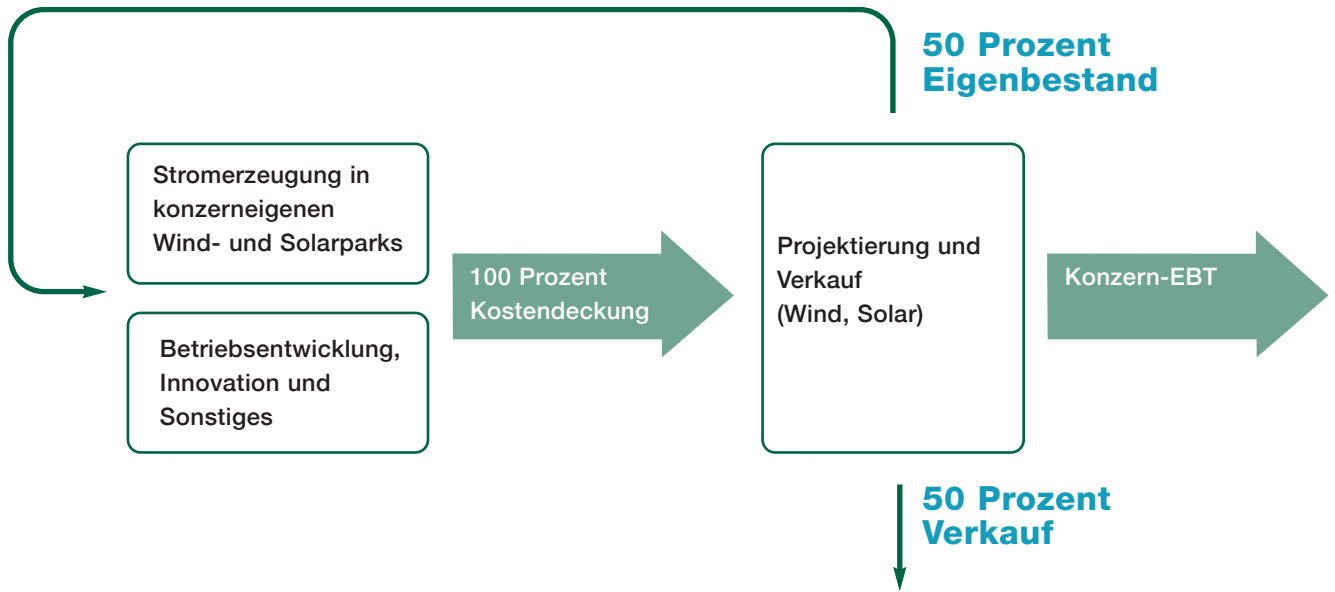 50 Prozent
Eigenbestand
Stromerzeugung in
konzerneigenen
Wind- und Solarparks
Betriebsentwicklung,
Innovation und
Sonstiges
100 Prozent
Kostendeckung
Projektierung und
Verkauf
(Wind, Solar)
Konzern-EBT
50 Prozent
Verkauf